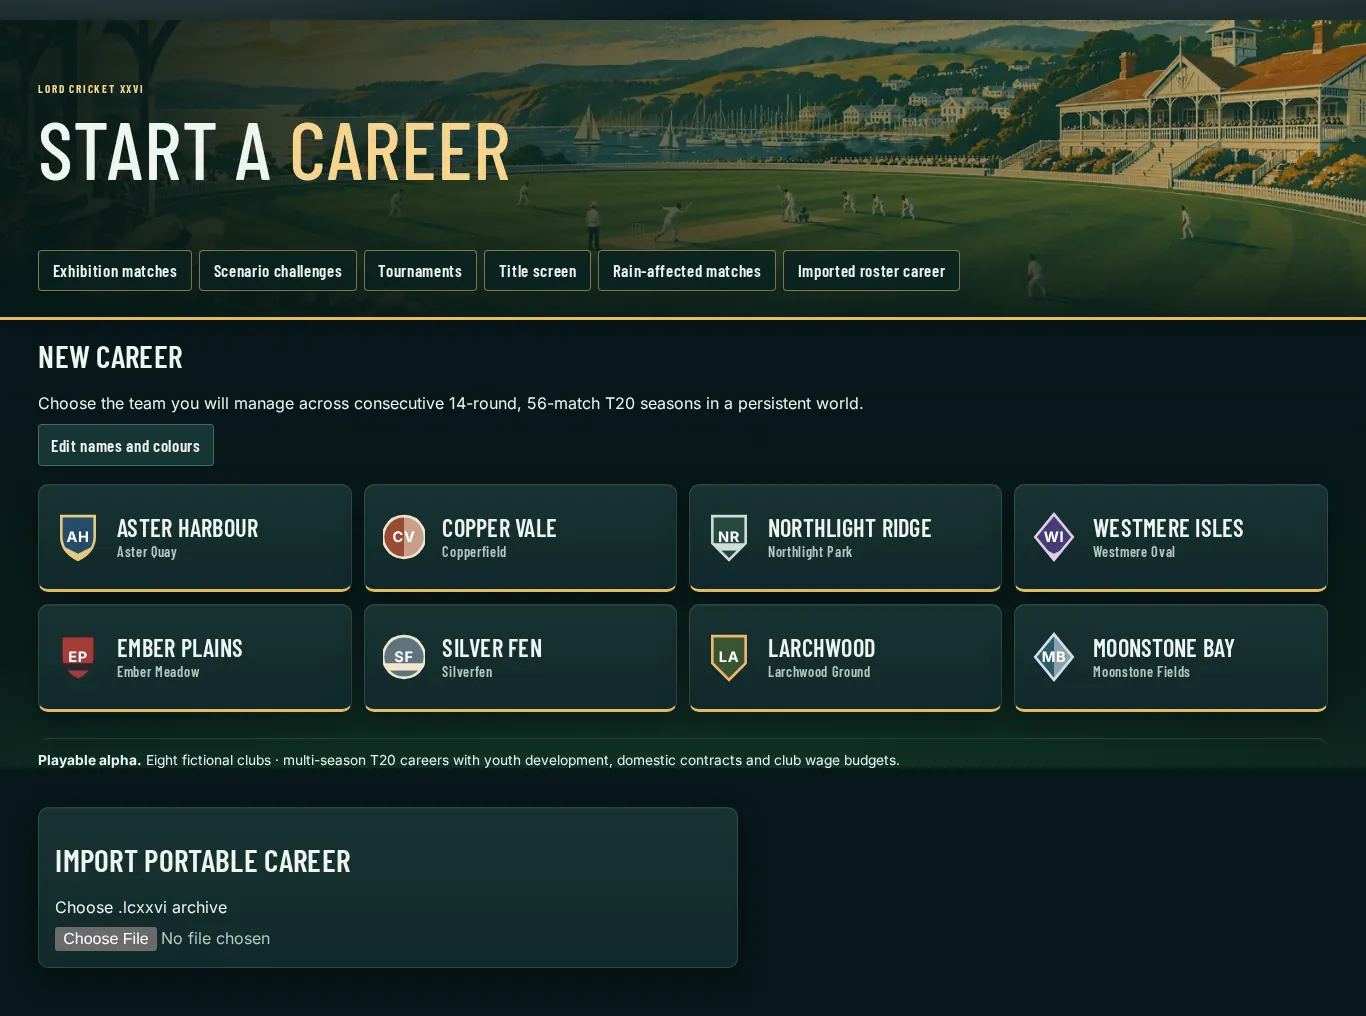 LORD CRICKET XXVI
START A CAREER
Exhibition matches
Scenario challenges
Tournaments
Title screen
Rain-affected matches
Imported roster career
NEW CAREER
Choose the team you will manage across consecutive 14-round, 56-match T20 seasons in a persistent world.
Edit names and colours
AH
ASTER HARBOUR
Aster Quay
CV
COPPER VALE
Copperfield
NR
NORTHLIGHT RIDGE
Northlight Park
WI
WESTMERE ISLES
Westmere Oval
EP
EMBER PLAINS
Ember Meadow
SF
SILVER FEN
Silverfen
LA
LARCHWOOD
Larchwood Ground
MB
MOONSTONE BAY
Moonstone Fields
Playable alpha. Eight fictional clubs · multi-season T20 careers with youth development, domestic contracts and club wage budgets.
IMPORT PORTABLE CAREER
Choose .lcxxvi archive
Choose File No file chosen